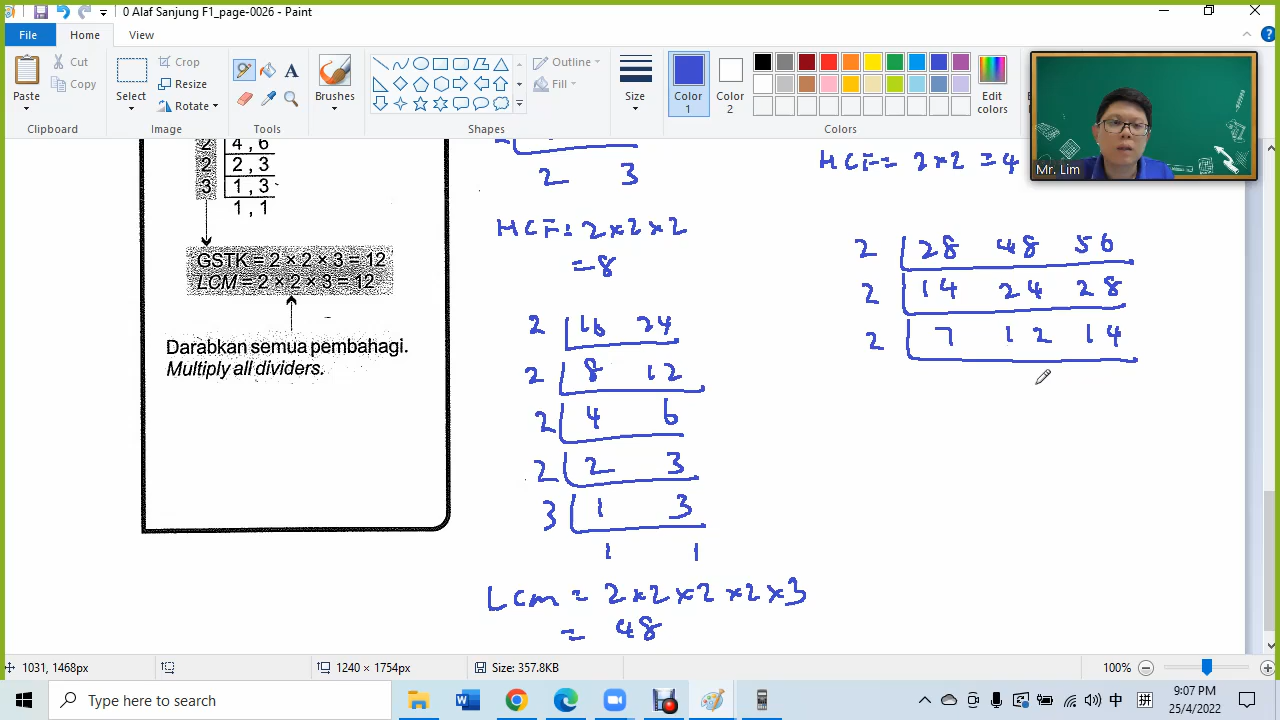 0 Alaf Sanjung F1_page-0026 - Paint
File Home View
Paste Cut Copy
Clipboard
Select Crop Resize Rotate
Image
A
Tools
Brushes
Outline Fill
Shapes
Size
Color 1 Color 2
Edit colors
Colors
Mr. Lim
2 4 , 6
2 2 , 3
3 1 , 3
1 , 1
GSTK = 2 × 2 × 3 = 12
LCM = 2 × 2 × 3 = 12
Darabkan semua pembahagi.
Multiply all dividers.
2 3
HCF = 2 × 2 × 2
= 8
2 16 24
2 8 12
2 4 6
2 2 3
3 1 3
1 1
LCM = 2 × 2 × 2 × 2 × 3
= 48
HCF = 2 × 2 = 4
2 28 48 56
2 14 24 28
2 7 12 14
1031, 1468px 1240 × 1754px Size: 357.8KB 100%
Type here to search
中 拼 9:07 PM
25/4/2022